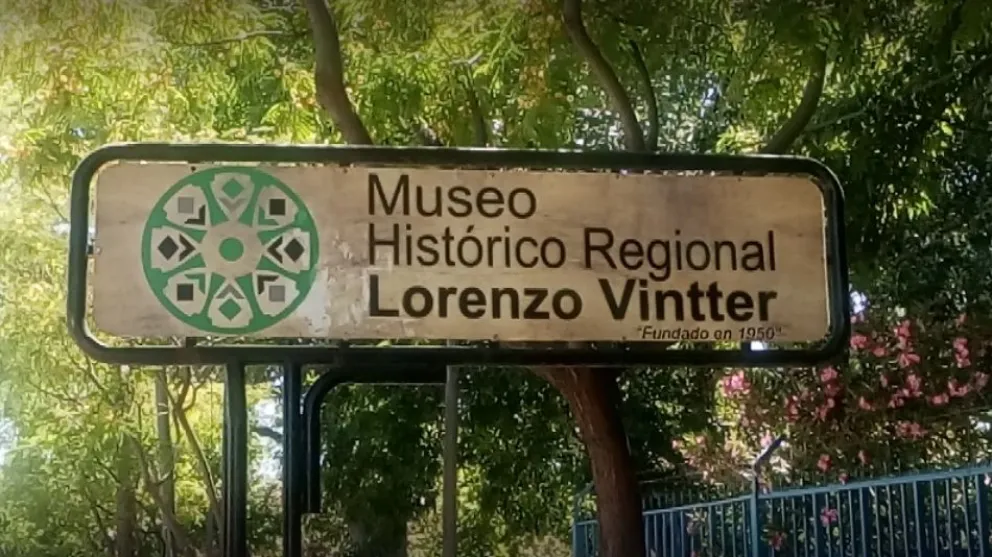 Museo
Histórico Regional
Lorenzo Vintter
"Fundado en 1950"